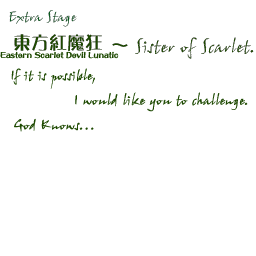 Extra Stage
東方紅魔狂 ~ Sister of Scarlet.
Eastern Scarlet Devil Lunatic
If it is possible,
I would like you to challenge.
God Knows...